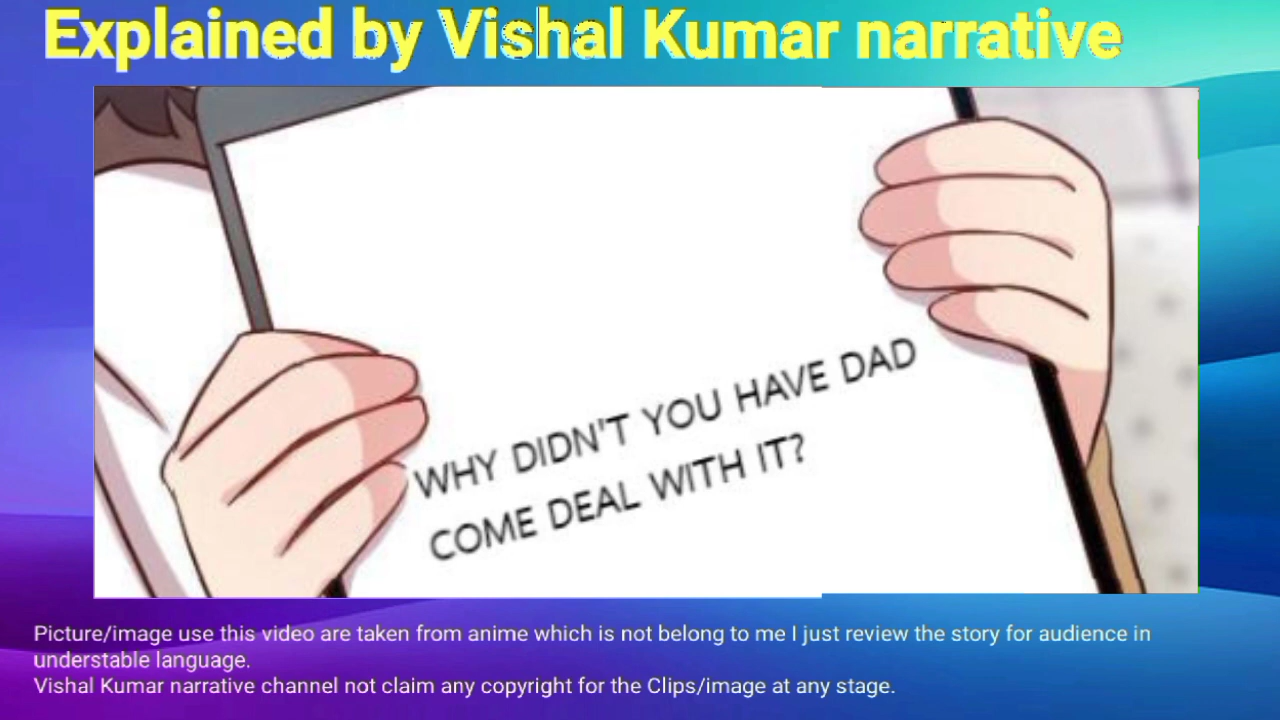 Explained by Vishal Kumar narrative
WHY DIDN'T YOU HAVE DAD
COME DEAL WITH IT?
Picture/image use this video are taken from anime which is not belong to me I just review the story for audience in
understable language.
Vishal Kumar narrative channel not claim any copyright for the Clips/image at any stage.